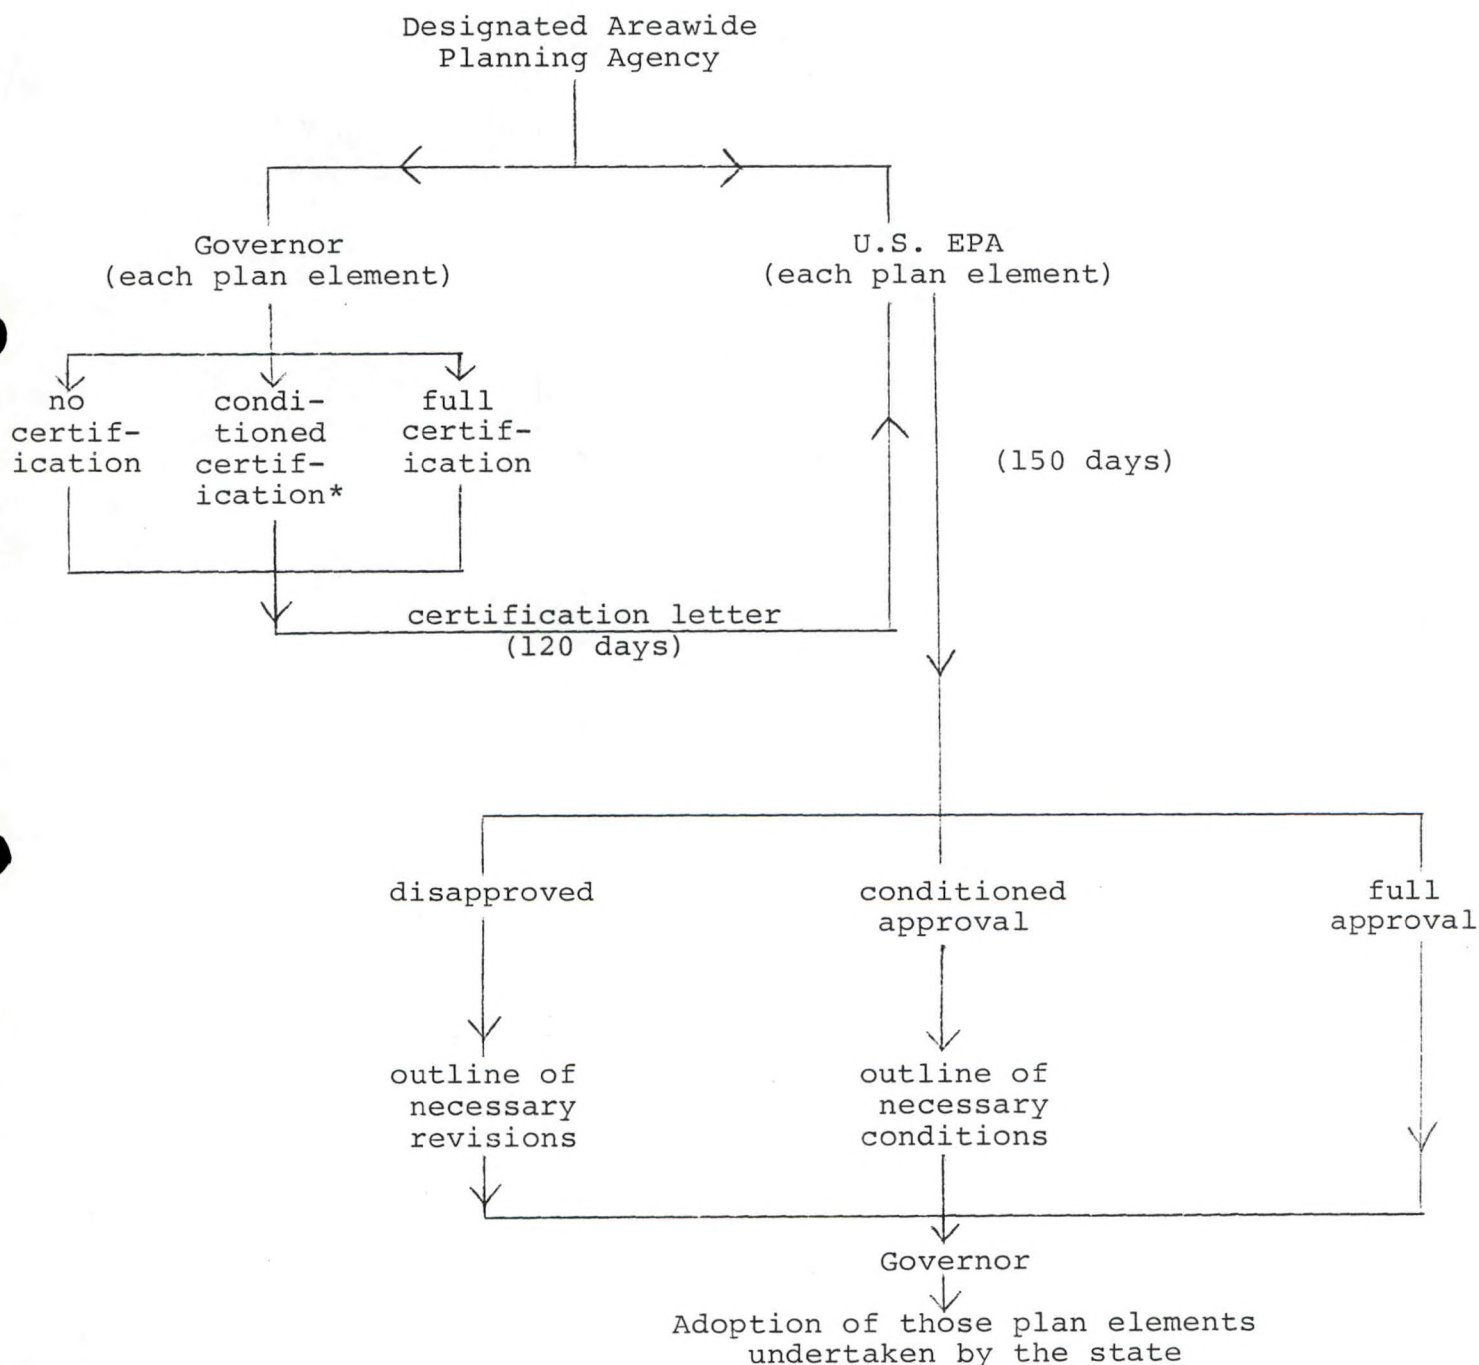 Designated Areawide
Planning Agency
Governor
(each plan element)
U.S. EPA
(each plan element)
no
certif-
ication
condi-
tioned
certif-
ication*
full
certif-
ication
(150 days)
certification letter
(120 days)
disapproved
conditioned
approval
full
approval
outline of
necessary
revisions
outline of
necessary
conditions
Governor
Adoption of those plan elements
undertaken by the state